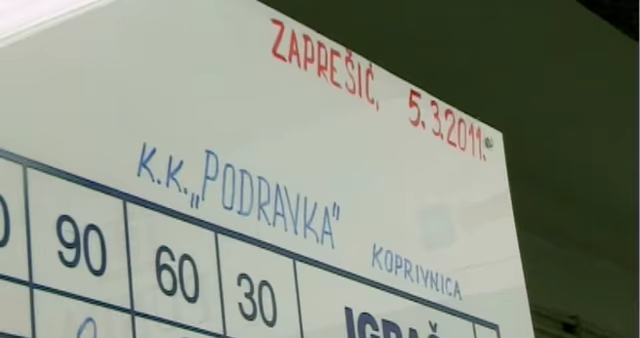 ZAPREŠIĆ, 5.3.2011.
K.K. „PODRAVKA"
KOPRIVNICA
90 60 30